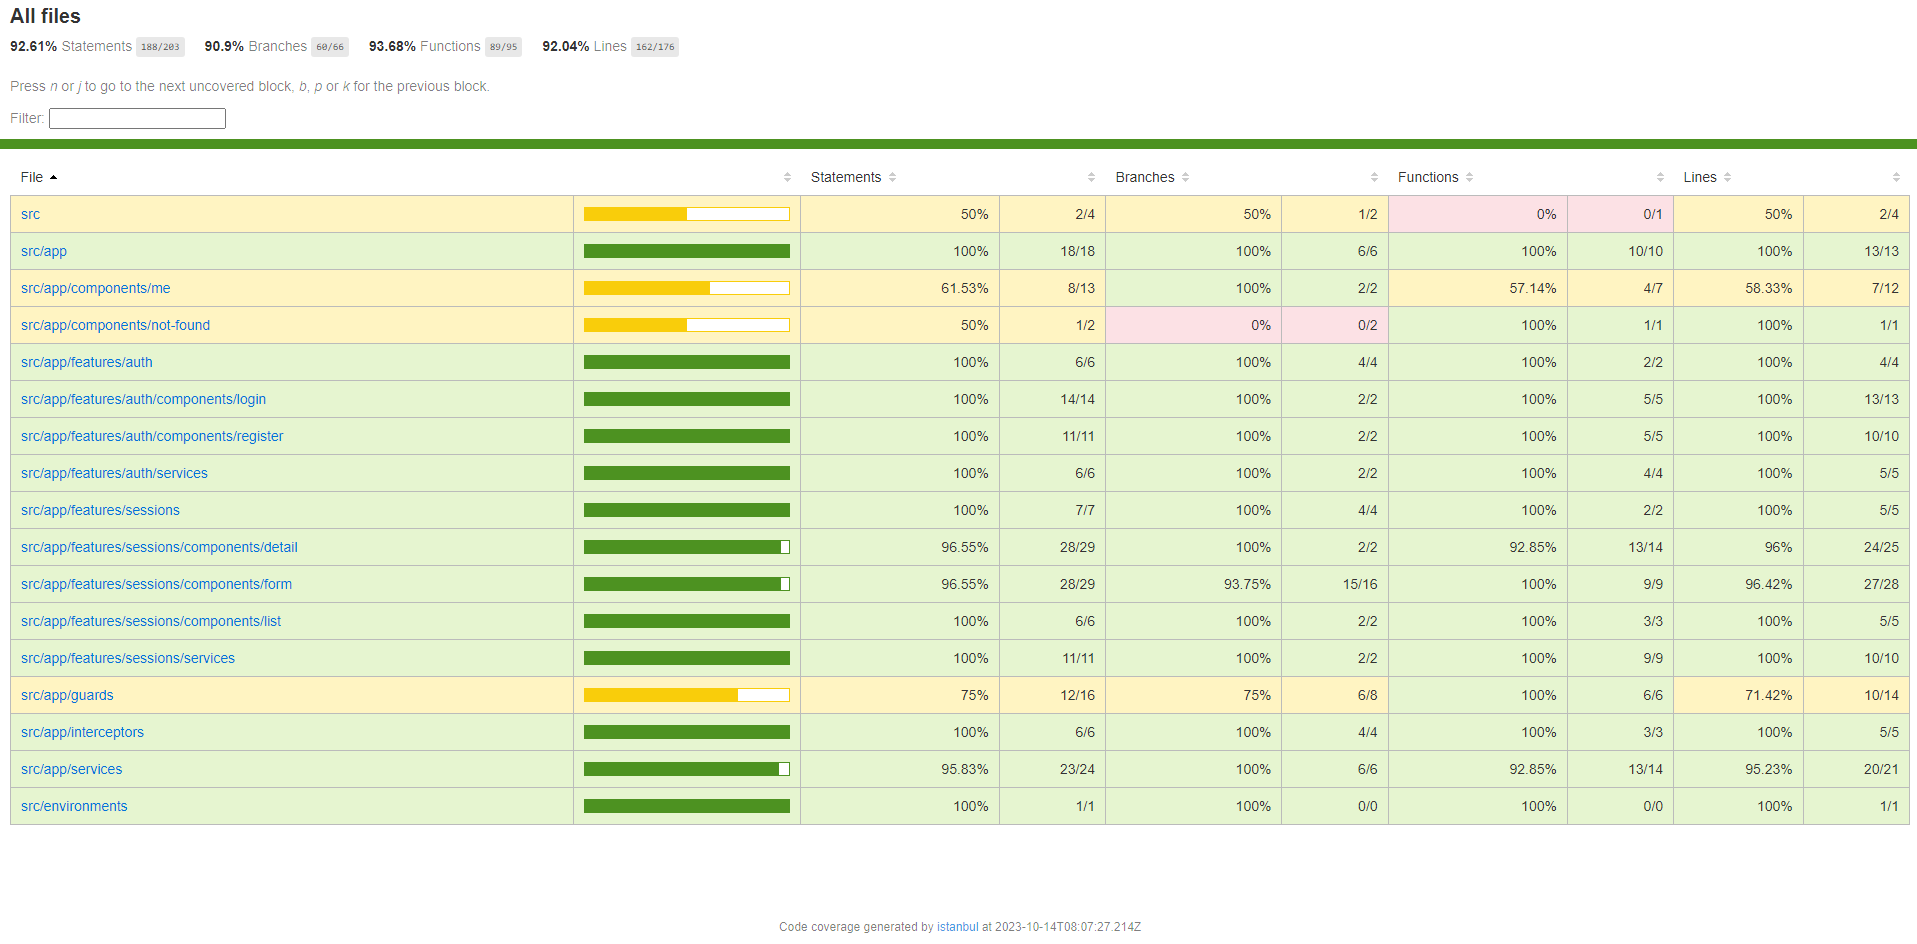 All files
92.61% Statements 188/203 90.9% Branches 60/66 93.68% Functions 89/95 92.04% Lines 162/176
Press n or j to go to the next uncovered block, b, p or k for the previous block.
Filter:
File Statements Branches Functions Lines
src 50% 2/4 50% 1/2 0% 0/1 50% 2/4
src/app 100% 18/18 100% 6/6 100% 10/10 100% 13/13
src/app/components/me 61.53% 8/13 100% 2/2 57.14% 4/7 58.33% 7/12
src/app/components/not-found 50% 1/2 0% 0/2 100% 1/1 100% 1/1
src/app/features/auth 100% 6/6 100% 4/4 100% 2/2 100% 4/4
src/app/features/auth/components/login 100% 14/14 100% 2/2 100% 5/5 100% 13/13
src/app/features/auth/components/register 100% 11/11 100% 2/2 100% 5/5 100% 10/10
src/app/features/auth/services 100% 6/6 100% 2/2 100% 4/4 100% 5/5
src/app/features/sessions 100% 7/7 100% 4/4 100% 2/2 100% 5/5
src/app/features/sessions/components/detail 96.55% 28/29 100% 2/2 92.85% 13/14 96% 24/25
src/app/features/sessions/components/form 96.55% 28/29 93.75% 15/16 100% 9/9 96.42% 27/28
src/app/features/sessions/components/list 100% 6/6 100% 2/2 100% 3/3 100% 5/5
src/app/features/sessions/services 100% 11/11 100% 2/2 100% 9/9 100% 10/10
src/app/guards 75% 12/16 75% 6/8 100% 6/6 71.42% 10/14
src/app/interceptors 100% 6/6 100% 4/4 100% 3/3 100% 5/5
src/app/services 95.83% 23/24 100% 6/6 92.85% 13/14 95.23% 20/21
src/environments 100% 1/1 100% 0/0 100% 0/0 100% 1/1
Code coverage generated by istanbul at 2023-10-14T08:07:27.214Z